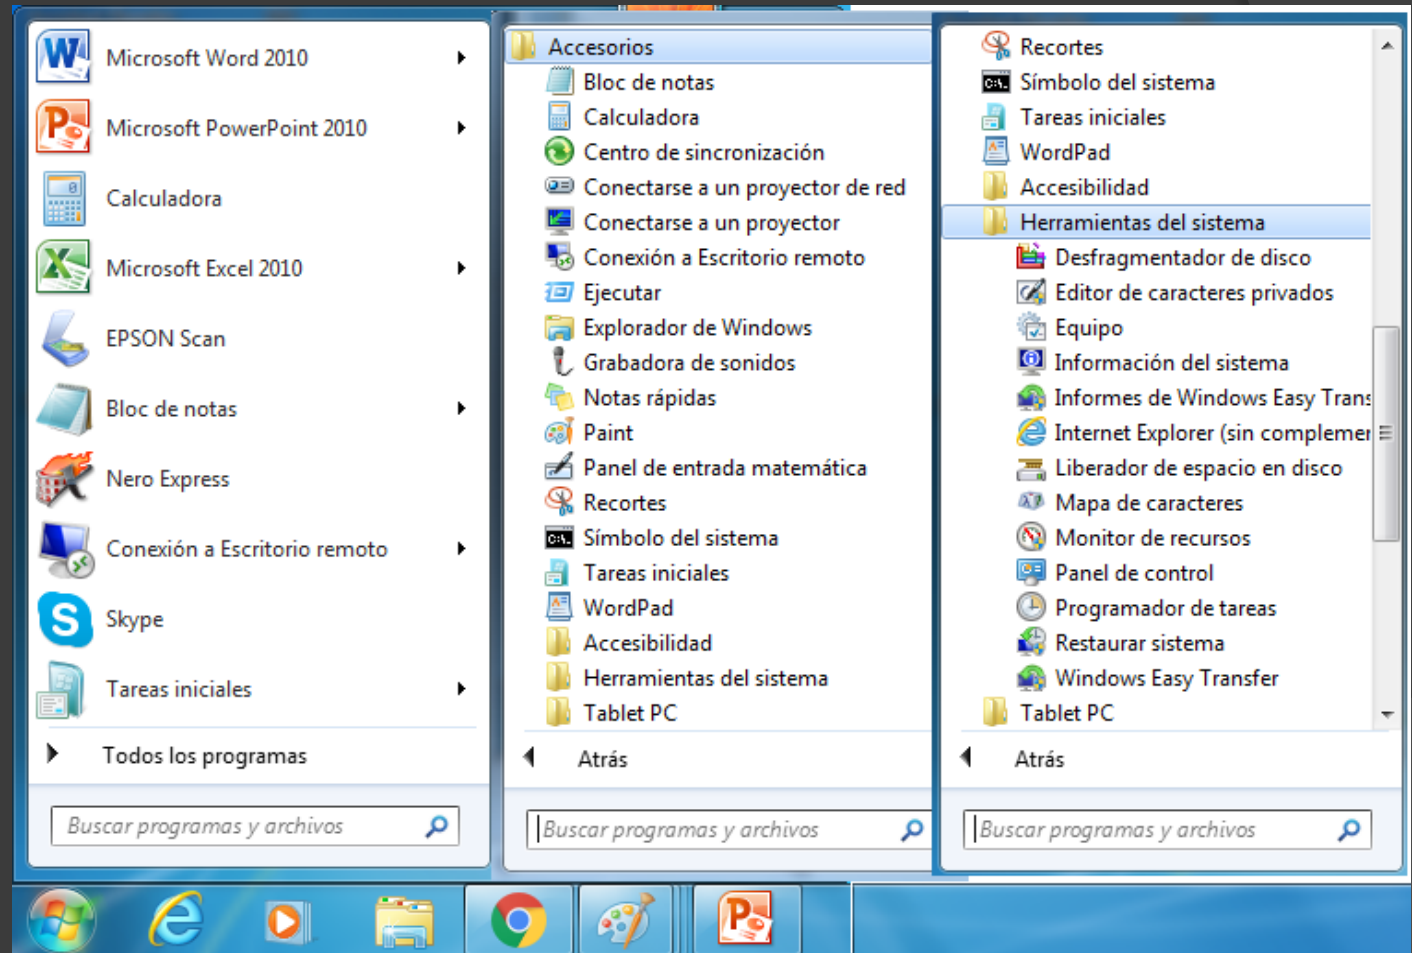 Microsoft Word 2010
Microsoft PowerPoint 2010
Calculadora
Microsoft Excel 2010
EPSON Scan
Bloc de notas
Nero Express
Conexión a Escritorio remoto
Skype
Tareas iniciales
Todos los programas
Buscar programas y archivos
Accesorios
Bloc de notas
Calculadora
Centro de sincronización
Conectarse a un proyector de red
Conectarse a un proyector
Conexión a Escritorio remoto
Ejecutar
Explorador de Windows
Grabadora de sonidos
Notas rápidas
Paint
Panel de entrada matemática
Recortes
Símbolo del sistema
Tareas iniciales
WordPad
Accesibilidad
Herramientas del sistema
Tablet PC
Atrás
Buscar programas y archivos
Recortes
Símbolo del sistema
Tareas iniciales
WordPad
Accesibilidad
Herramientas del sistema
Desfragmentador de disco
Editor de caracteres privados
Equipo
Información del sistema
Informes de Windows Easy Trans
Internet Explorer (sin complemen
Liberador de espacio en disco
Mapa de caracteres
Monitor de recursos
Panel de control
Programador de tareas
Restaurar sistema
Windows Easy Transfer
Tablet PC
Atrás
Buscar programas y archivos